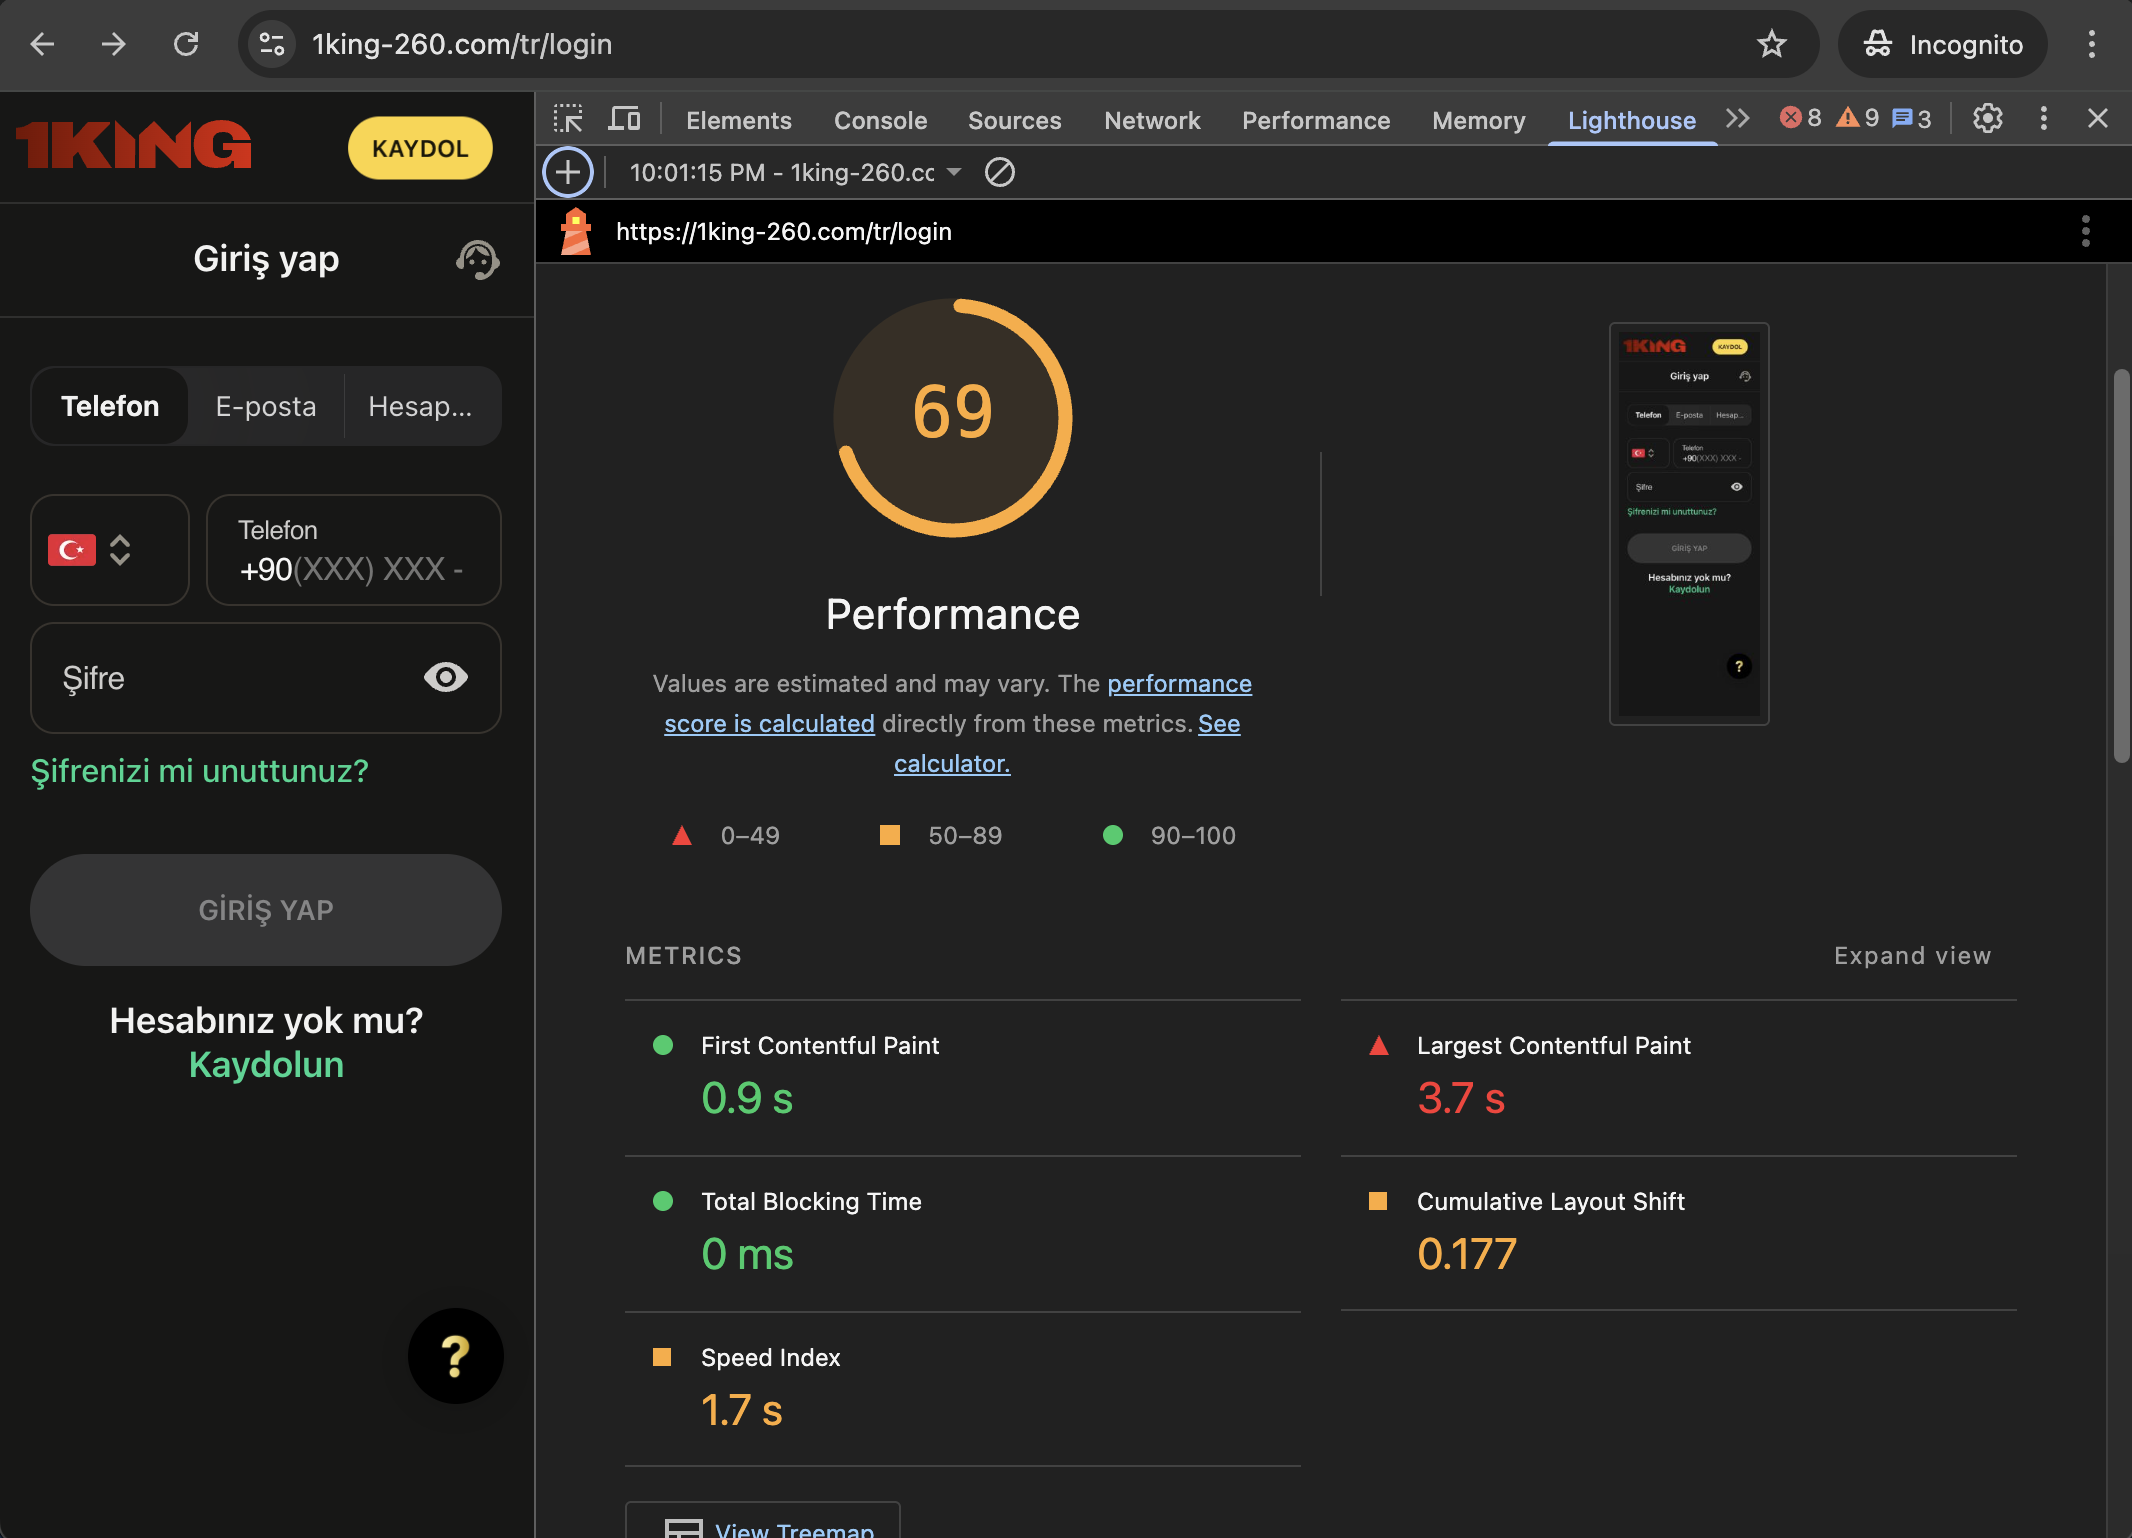 1king-260.com/tr/login
Incognito
1KING
KAYDOL
Giriş yap
Telefon
E-posta
Hesap...
Telefon
+90(XXX) XXX -
Şifre
Şifrenizi mi unuttunuz?
GİRİŞ YAP
Hesabınız yok mu?
Kaydolun
?
Elements
Console
Sources
Network
Performance
Memory
Lighthouse
8
9
3
10:01:15 PM - 1king-260.cc
https://1king-260.com/tr/login
69
Performance
Values are estimated and may vary. The performance
score is calculated directly from these metrics. See
calculator.
0–49
50–89
90–100
1KING
KAYDOL
Giriş yap
Telefon
E-posta
Hesap...
Telefon
+90(XXX) XXX -
Şifre
Şifrenizi mi unuttunuz?
GİRİŞ YAP
Hesabınız yok mu?
Kaydolun
?
METRICS
Expand view
First Contentful Paint
0.9 s
Largest Contentful Paint
3.7 s
Total Blocking Time
0 ms
Cumulative Layout Shift
0.177
Speed Index
1.7 s
View Treemap